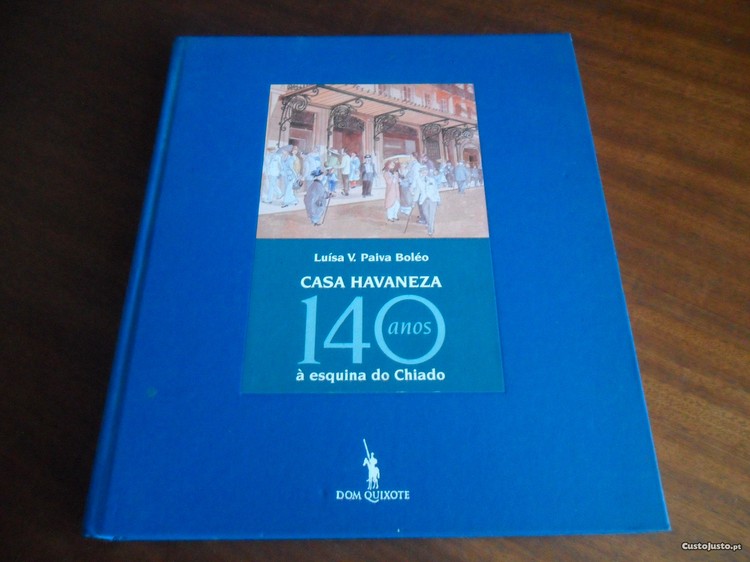 Luísa V. Paiva Boléo
CASA HAVANEZA
140 anos
à esquina do Chiado
DOM QUIXOTE
CustoJusto.pt